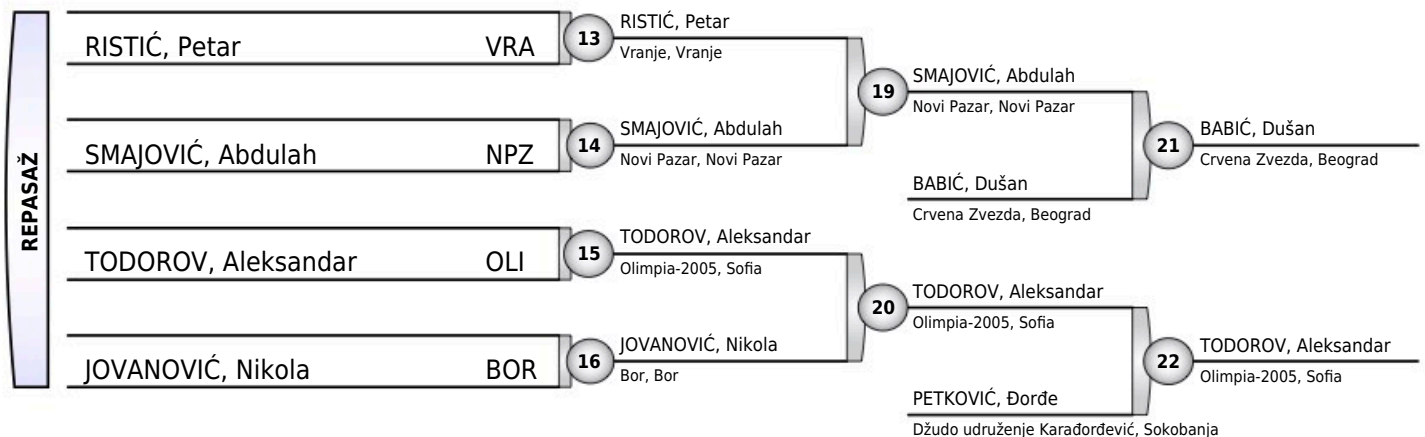 REPASAŽ
RISTIĆ, Petar VRA
13
RISTIĆ, Petar
Vranje, Vranje
SMAJOVIĆ, Abdulah NPZ
14
SMAJOVIĆ, Abdulah
Novi Pazar, Novi Pazar
19
SMAJOVIĆ, Abdulah
Novi Pazar, Novi Pazar
BABIĆ, Dušan
Crvena Zvezda, Beograd
21
BABIĆ, Dušan
Crvena Zvezda, Beograd
TODOROV, Aleksandar OLI
15
TODOROV, Aleksandar
Olimpia-2005, Sofia
JOVANOVIĆ, Nikola BOR
16
JOVANOVIĆ, Nikola
Bor, Bor
20
TODOROV, Aleksandar
Olimpia-2005, Sofia
PETKOVIĆ, Đorđe
Džudo udruženje Karađorđević, Sokobanja
22
TODOROV, Aleksandar
Olimpia-2005, Sofia